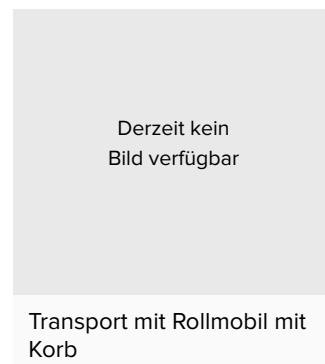 Derzeit kein
Bild verfügbar
Transport mit Rollmobil mit
Korb